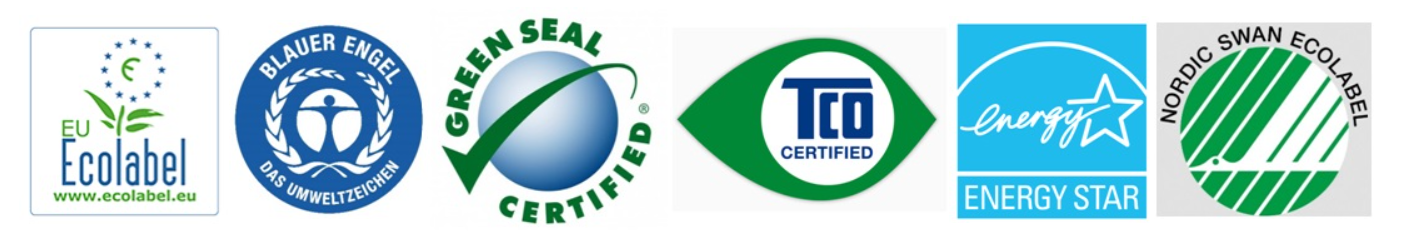 EU
Ecolabel
www.ecolabel.eu
BLAUER ENGEL
DAS UMWELTZEICHEN
GREEN SEAL
CERTIFIED
®
TCO
CERTIFIED
energy
ENERGY STAR
NORDIC SWAN ECOLABEL